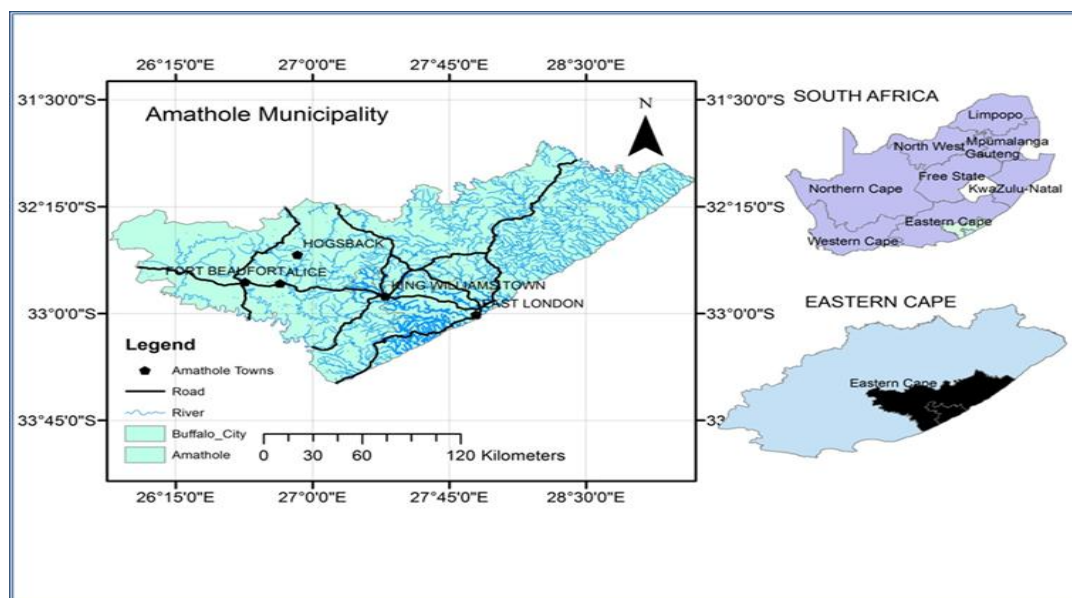 26°15'0"E 27°0'0"E 27°45'0"E 28°30'0"E
31°30'0"S
31°30'0"S
Amathole Municipality
N
32°15'0"S
32°15'0"S
HOGSBACK
FORT BEAUFORT ALICE
KING WILLIAMS TOWN
EAST LONDON
33°0'0"S
33°0'0"S
Legend
Amathole Towns
Road
River
Buffalo_City
Amathole
0 30 60 120 Kilometers
33°45'0"S
26°15'0"E 27°0'0"E 27°45'0"E 28°30'0"E
SOUTH AFRICA
Limpopo
North West
Mpumalanga
Gauteng
Free State
Northern Cape
KwaZulu-Natal
Eastern Cape
Western Cape
EASTERN CAPE
Eastern Cape